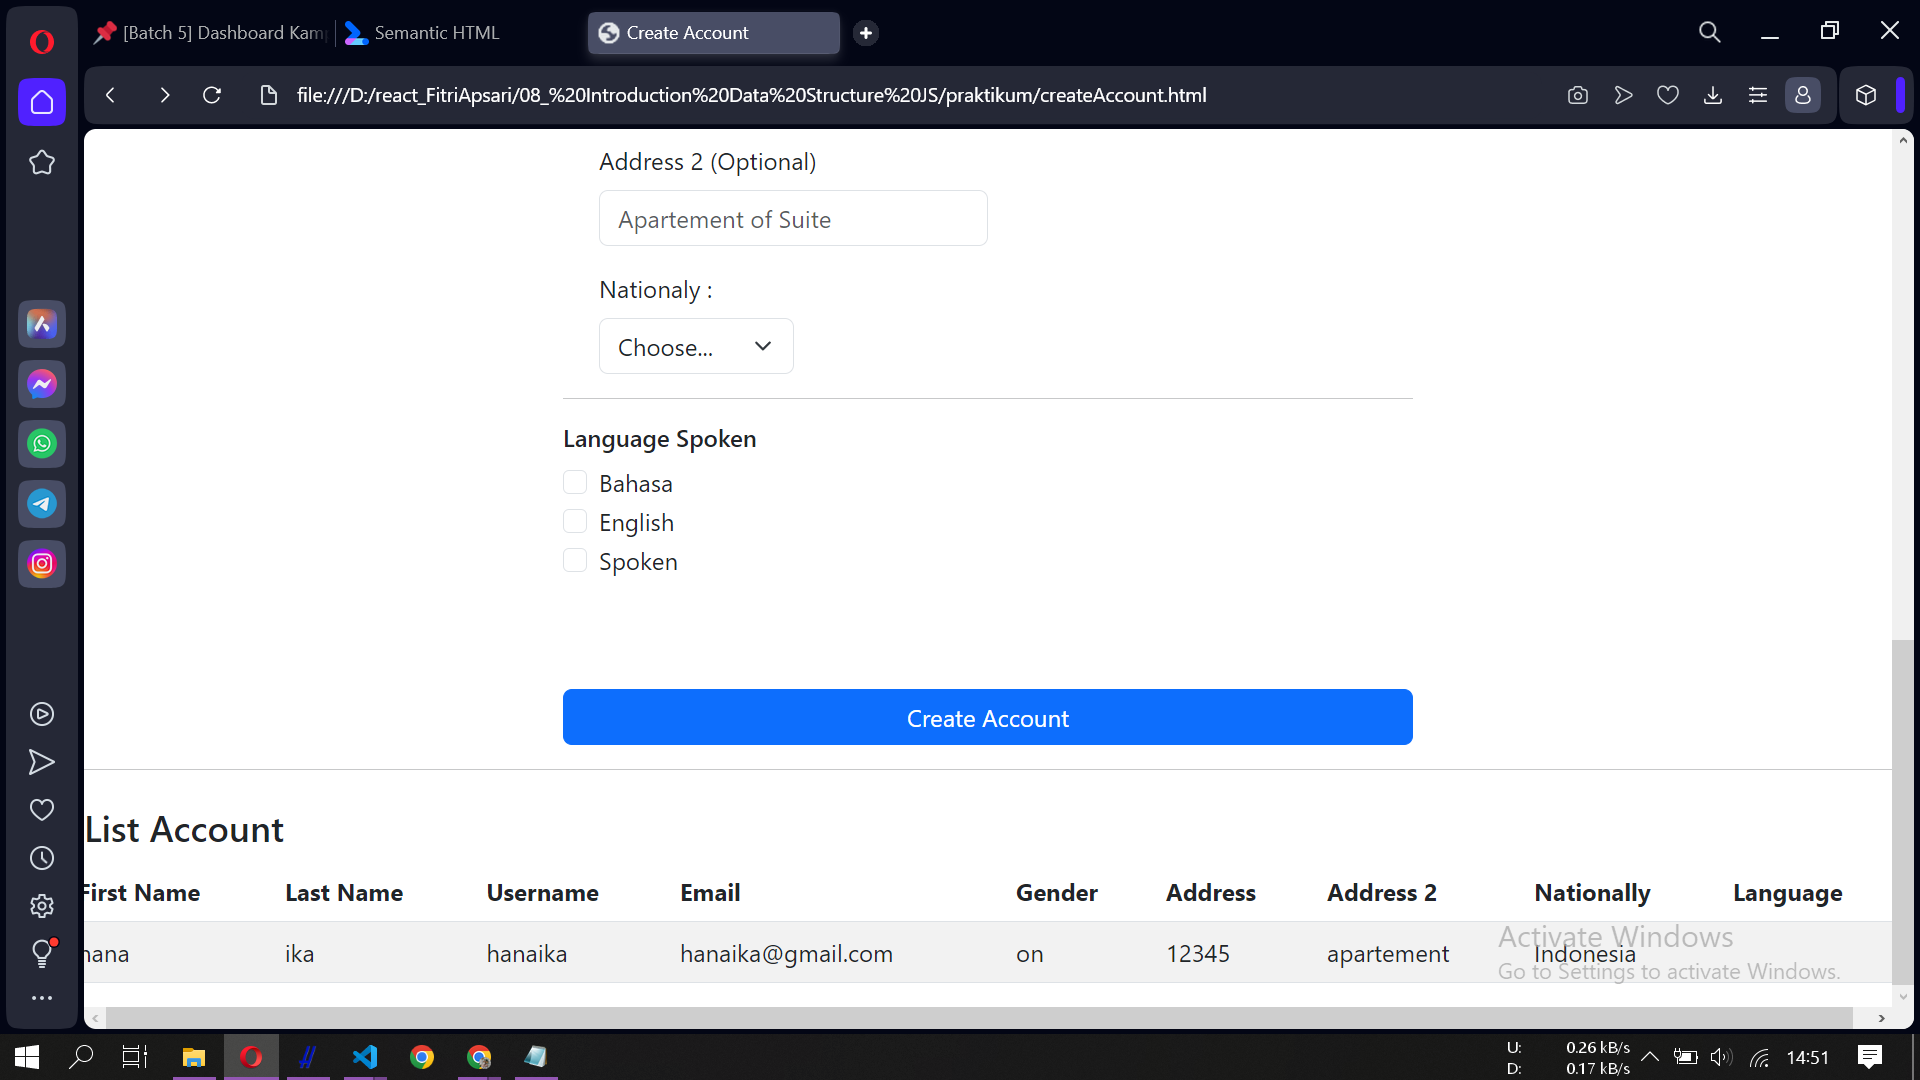 [Batch 5] Dashboard Kam
Semantic HTML
Create Account
file:///D:/react_FitriApsari/08_%20Introduction%20Data%20Structure%20JS/praktikum/createAccount.html
Address 2 (Optional)
Apartement of Suite
Nationaly :
Choose...
Language Spoken
Bahasa
English
Spoken
Create Account
List Account
First Name Last Name Username Email Gender Address Address 2 Nationally Language
hana ika hanaika hanaika@gmail.com on 12345 apartement Indonesia
Activate Windows
Go to Settings to activate Windows.
U: 0.26 kB/s
D: 0.17 kB/s
14:51